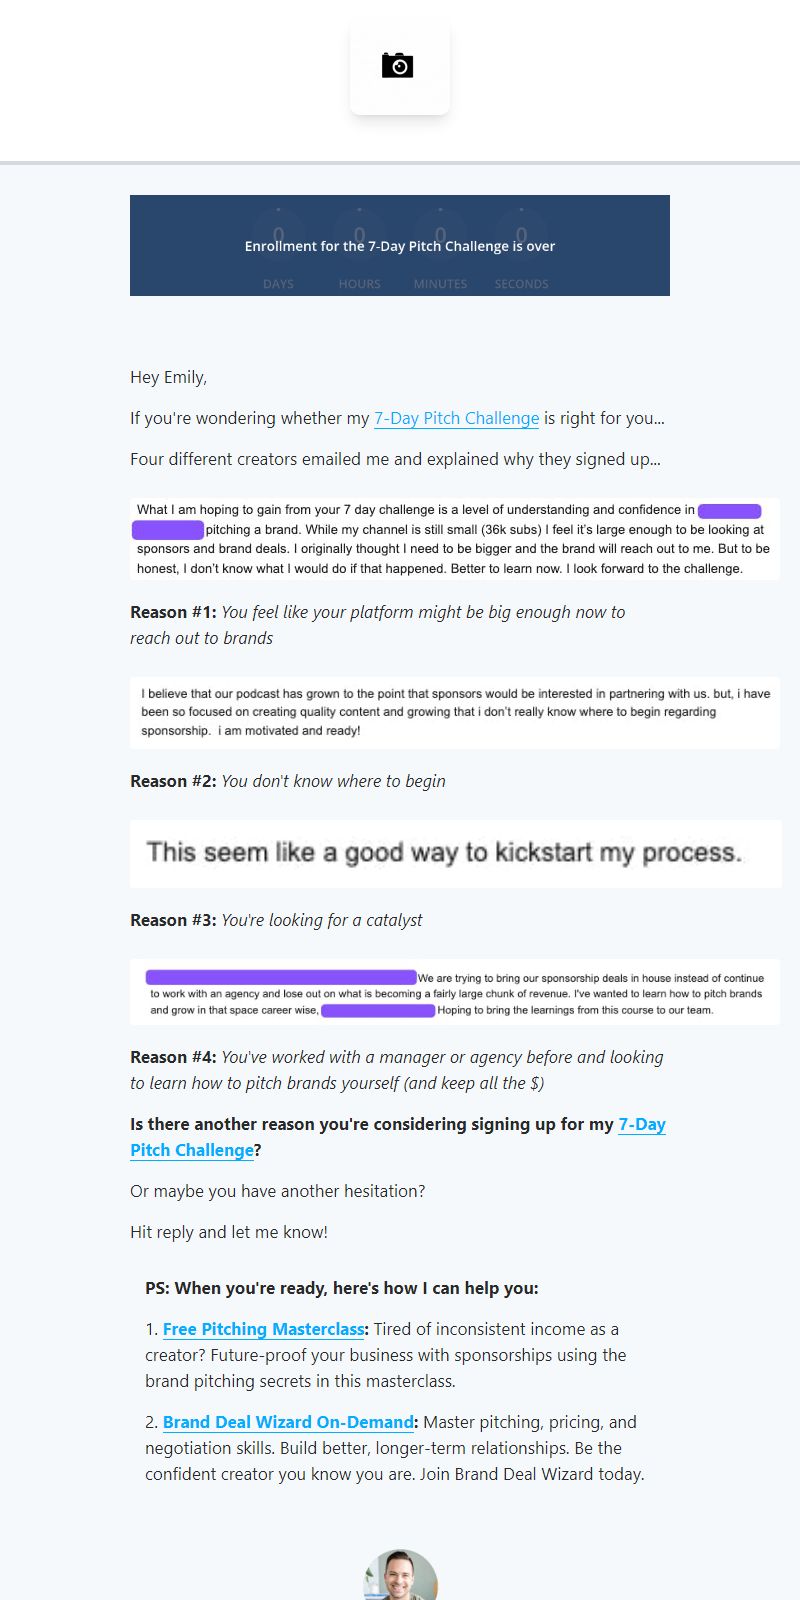 0 0 0 0
Enrollment for the 7-Day Pitch Challenge is over
DAYS HOURS MINUTES SECONDS
Hey Emily,
If you're wondering whether my 7-Day Pitch Challenge is right for you...
Four different creators emailed me and explained why they signed up...
What I am hoping to gain from your 7 day challenge is a level of understanding and confidence in
pitching a brand. While my channel is still small (36k subs) I feel it's large enough to be looking at
sponsors and brand deals. I originally thought I need to be bigger and the brand will reach out to me. But to be
honest, I don't know what I would do if that happened. Better to learn now. I look forward to the challenge.
Reason #1: You feel like your platform might be big enough now to
reach out to brands
I believe that our podcast has grown to the point that sponsors would be interested in partnering with us. but, i have
been so focused on creating quality content and growing that i don't really know where to begin regarding
sponsorship. i am motivated and ready!
Reason #2: You don't know where to begin
This seem like a good way to kickstart my process.
Reason #3: You're looking for a catalyst
We are trying to bring our sponsorship deals in house instead of continue
to work with an agency and lose out on what is becoming a fairly large chunk of revenue. I've wanted to learn how to pitch brands
and grow in that space career wise, Hoping to bring the learnings from this course to our team.
Reason #4: You've worked with a manager or agency before and looking
to learn how to pitch brands yourself (and keep all the $)
Is there another reason you're considering signing up for my 7-Day
Pitch Challenge?
Or maybe you have another hesitation?
Hit reply and let me know!
PS: When you're ready, here's how I can help you:
1. Free Pitching Masterclass: Tired of inconsistent income as a
creator? Future-proof your business with sponsorships using the
brand pitching secrets in this masterclass.
2. Brand Deal Wizard On-Demand: Master pitching, pricing, and
negotiation skills. Build better, longer-term relationships. Be the
confident creator you know you are. Join Brand Deal Wizard today.